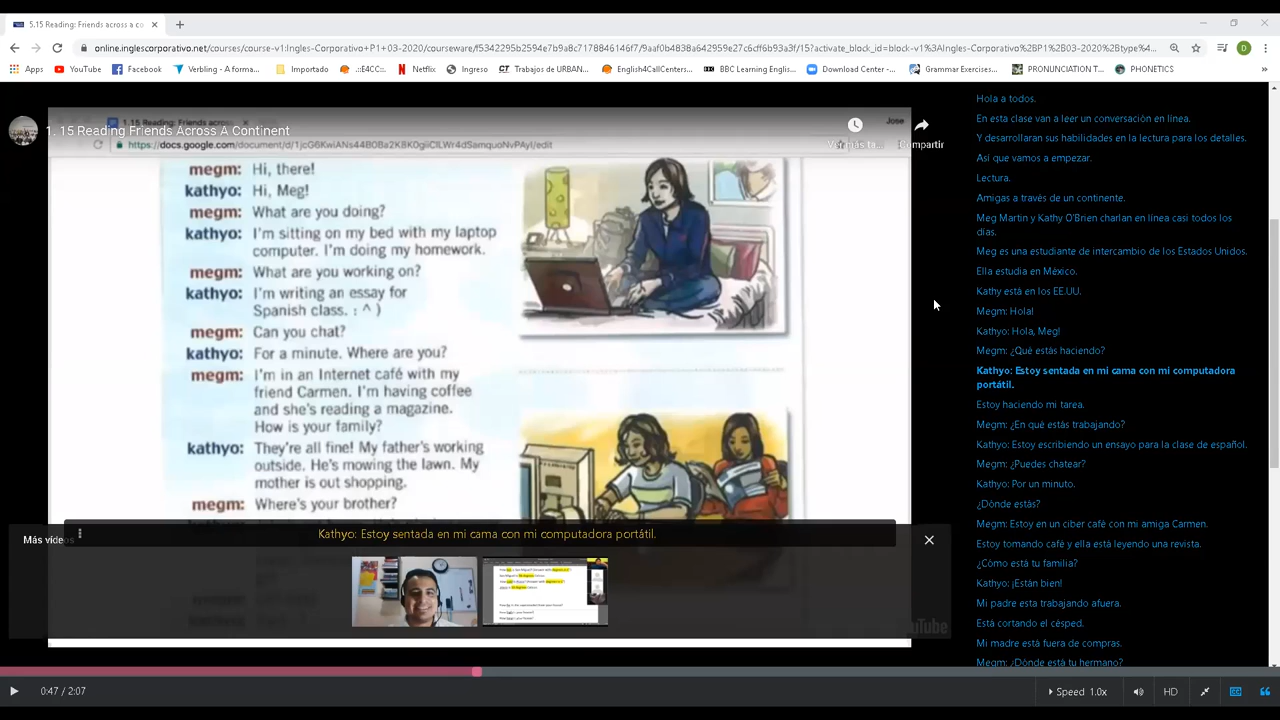 5.15 Reading: Friends across a co
online.inglescorporativo.net/courses/course-v1:Ingles-Corporativo+P1+03-2020/courseware/f5342295b2594e7b9a8c7178846146f7/9aaf0b4838a642959e27c6cff6b93a3f/15?activate_block_id=block-v1%3AIngles-Corporativo%2BP1%2B03-2020%2Btype%4...
Apps
YouTube
Facebook
Verbling - A forma...
Importado
.::E4CC::.
Netflix
Ingreso
Trabajos de URBAN...
English4CallCenters...
BBC Learning Englis...
Download Center -...
Grammar Exercises...
PRONUNCIATION T...
PHONETICS
»
1. 15 Reading Friends Across A Continent
Jose
Compartir
megm: Hi, there!
kathyo: Hi, Meg!
megm: What are you doing?
kathyo: I'm sitting on my bed with my laptop
computer. I'm doing my homework.
megm: What are you working on?
kathyo: I'm writing an essay for
Spanish class. : ^ )
megm: Can you chat?
kathyo: For a minute. Where are you?
megm: I'm in an Internet café with my
friend Carmen. I'm having coffee
and she's reading a magazine.
How is your family?
kathyo: They're all fine! My father's working
outside. He's mowing the lawn. My
mother is out shopping.
megm: Where's your brother?
Más vídeos
Kathyo: Estoy sentada en mi cama con mi computadora portátil.
YouTube
Hola a todos.
En esta clase van a leer un conversación en línea.
Y desarrollaran sus habilidades en la lectura para los detalles.
Así que vamos a empezar.
Lectura.
Amigas a través de un continente.
Meg Martin y Kathy O'Brien charlan en línea casi todos los
días.
Meg es una estudiante de intercambio de los Estados Unidos.
Ella estudia en México.
Kathy está en los EE.UU.
Megm: Hola!
Kathyo: Hola, Meg!
Megm: ¿Qué estás haciendo?
Kathyo: Estoy sentada en mi cama con mi computadora
portátil.
Estoy haciendo mi tarea.
Megm: ¿En qué estás trabajando?
Kathyo: Estoy escribiendo un ensayo para la clase de español.
Megm: ¿Puedes chatear?
Kathyo: Por un minuto.
¿Dónde estás?
Megm: Estoy en un ciber café con mi amiga Carmen.
Estoy tomando café y ella está leyendo una revista.
¿Cómo está tu familia?
Kathyo: ¡Están bien!
Mi padre esta trabajando afuera.
Está cortando el césped.
Mi madre está fuera de compras.
Megm: ¿Dónde está tu hermano?
0:47 / 2:07
Speed 1.0x
HD